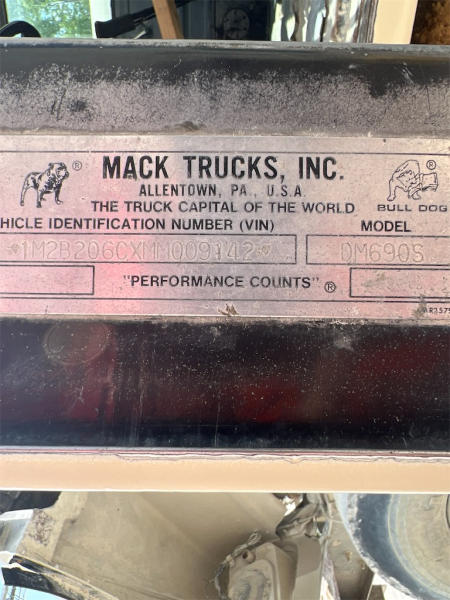 MACK TRUCKS, INC.
ALLENTOWN, PA., U.S.A.
THE TRUCK CAPITAL OF THE WORLD
BULL DOG
HICLE IDENTIFICATION NUMBER (VIN) MODEL
1M2B206CXMM009142 DM690S
"PERFORMANCE COUNTS" ®